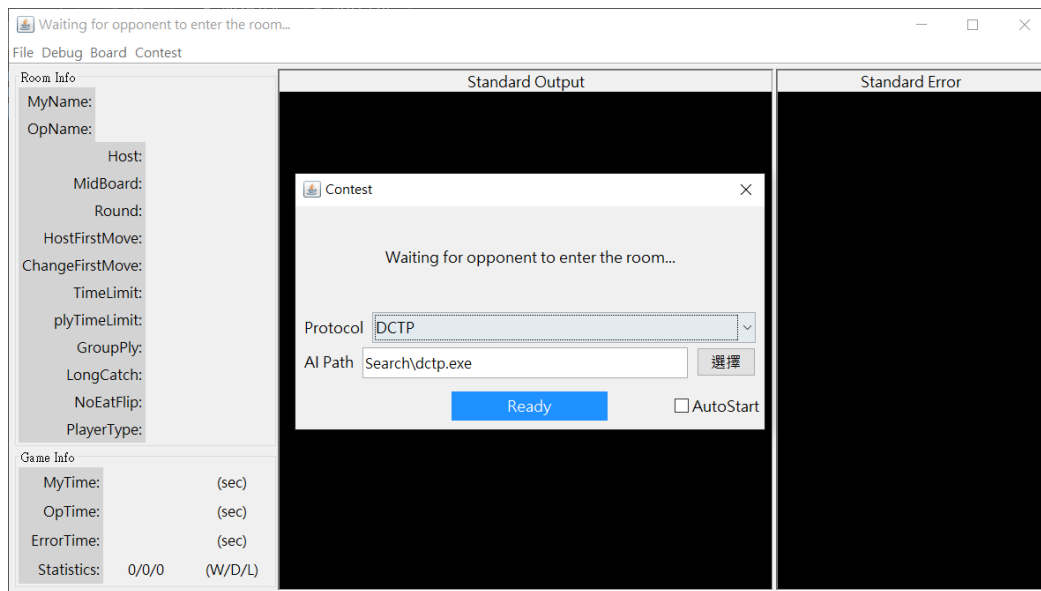 Waiting for opponent to enter the room...
File Debug Board Contest
Room Info
MyName:
OpName:
Host:
MidBoard:
Round:
HostFirstMove:
ChangeFirstMove:
TimeLimit:
plyTimeLimit:
GroupPly:
LongCatch:
NoEatFlip:
PlayerType:
Game Info
MyTime: (sec)
OpTime: (sec)
ErrorTime: (sec)
Statistics: 0/0/0 (W/D/L)
Standard Output
Contest
Waiting for opponent to enter the room...
Protocol DCTP
AI Path Search\dctp.exe 選擇
Ready AutoStart
Standard Error